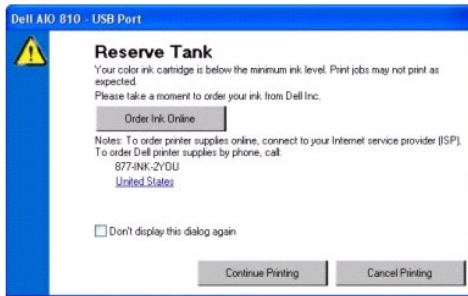 Dell AIO 810 - USB Port
Reserve Tank
Your color ink cartridge is below the minimum ink level. Print jobs may not print as
expected.
Please take a moment to order your ink from Dell Inc.
Order Ink Online
Notes: To order printer supplies online, connect to your Internet service provider (ISP).
To order Dell printer supplies by phone, call:
877-INK-2YOU
United States
Don't display this dialog again
Continue Printing
Cancel Printing